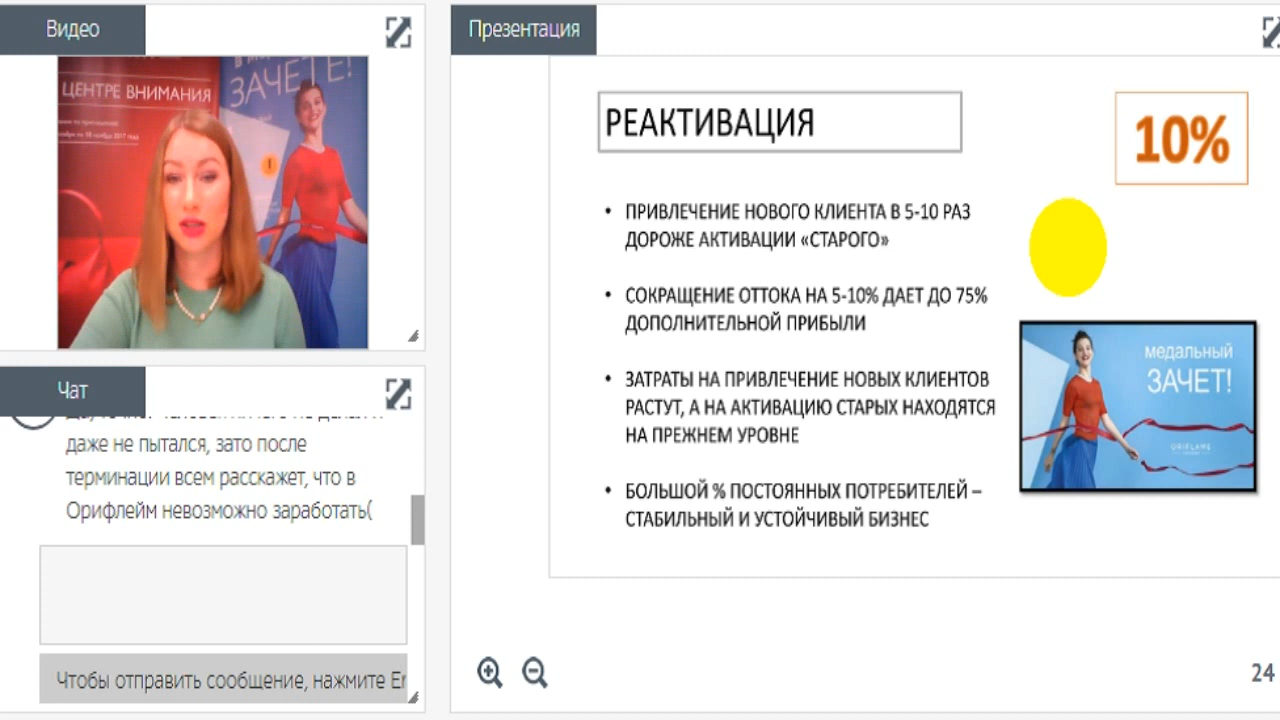 Видео
В ЦЕНТРЕ ВНИМАНИЯ
ЗАЧЕТЕ!
Чат
даже не пытался, зато после
терминации всем расскажет, что в
Орифлейм невозможно заработать(
Чтобы отправить сообщение, нажмите En
Презентация
РЕАКТИВАЦИЯ
10%
• ПРИВЛЕЧЕНИЕ НОВОГО КЛИЕНТА В 5-10 РАЗ
ДОРОЖЕ АКТИВАЦИИ «СТАРОГО»
• СОКРАЩЕНИЕ ОТТОКА НА 5-10% ДАЕТ ДО 75%
ДОПОЛНИТЕЛЬНОЙ ПРИБЫЛИ
• ЗАТРАТЫ НА ПРИВЛЕЧЕНИЕ НОВЫХ КЛИЕНТОВ
РАСТУТ, А НА АКТИВАЦИЮ СТАРЫХ НАХОДЯТСЯ
НА ПРЕЖНЕМ УРОВНЕ
• БОЛЬШОЙ % ПОСТОЯННЫХ ПОТРЕБИТЕЛЕЙ –
СТАБИЛЬНЫЙ И УСТОЙЧИВЫЙ БИЗНЕС
медальный
ЗАЧЕТ!
ORIFLAME
24